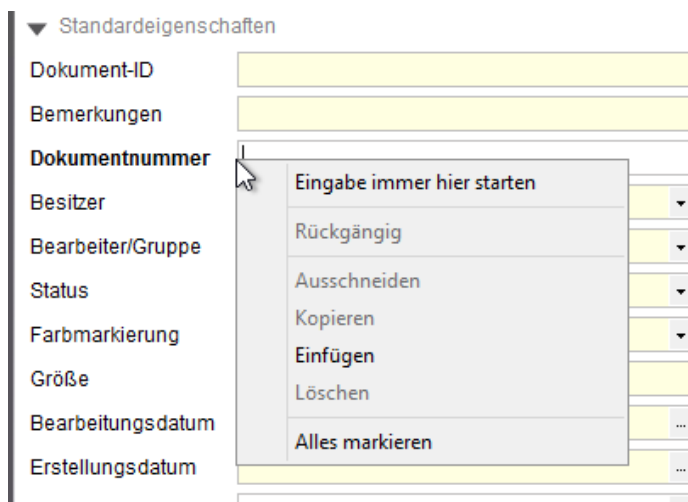 Standardeigenschaften
Dokument-ID
Bemerkungen
Dokumentnummer
Besitzer
Bearbeiter/Gruppe
Status
Farbmarkierung
Größe
Bearbeitungsdatum
...
Erstellungsdatum
...
Eingabe immer hier starten
Rückgängig
Ausschneiden
Kopieren
Einfügen
Löschen
Alles markieren